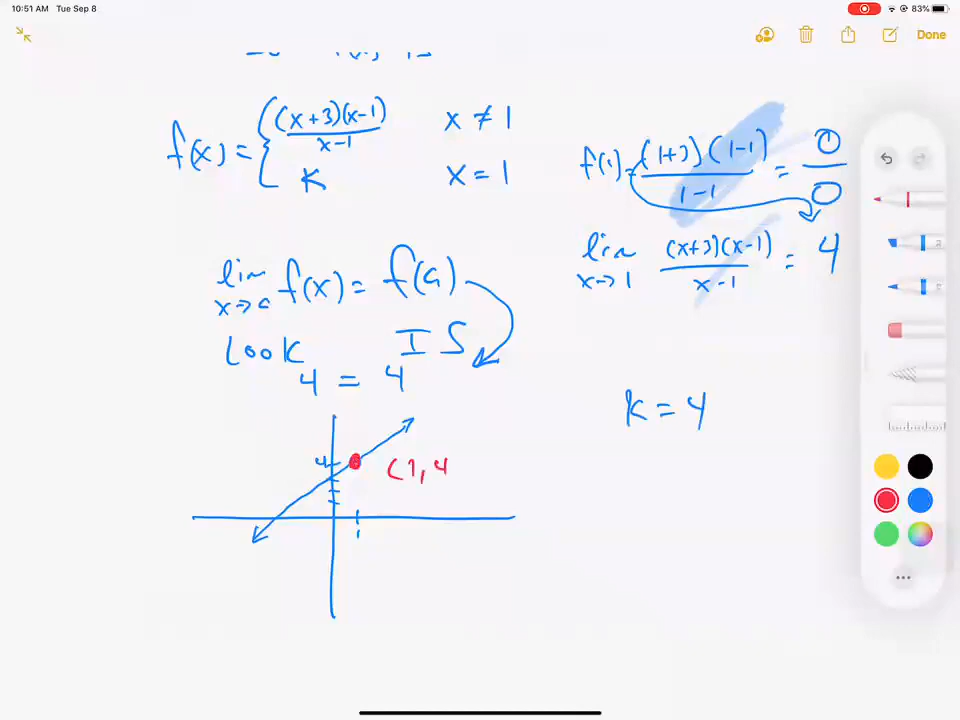 10:51 AM Tue Sep 8
83%
Done
f(x) = { (x+3)(x-1) / x-1   x ≠ 1
K   x = 1
f(1) = (1+3)(1-1) / 1-1 = 0/0
lim x→1 (x+3)(x-1) / x-1 = 4
lim x→a f(x) = f(a)
Look I S
4 = 4
K = 4
4
(1, 4
1